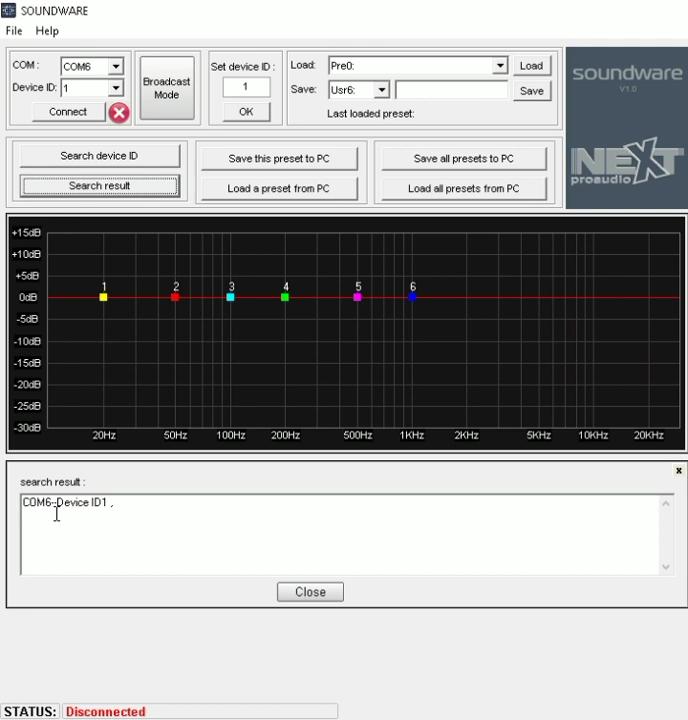 SOUNDWARE
File Help
COM : COM6
Device ID: 1
Connect
Broadcast
Mode
Set device ID :
1
OK
Load: Pre0: Load
Save: Usr6: Save
Last loaded preset:
soundware
V1.0
NEXT
proaudio
Search device ID
Search result
Save this preset to PC
Load a preset from PC
Save all presets to PC
Load all presets from PC
+15dB
+10dB
+5dB
0dB
-5dB
-10dB
-15dB
-20dB
-25dB
-30dB
1 2 3 4 5 6
20Hz 50Hz 100Hz 200Hz 500Hz 1KHz 2KHz 5KHz 10KHz 20KHz
x
search result :
COM6--Device ID1 ,
Close
STATUS: Disconnected